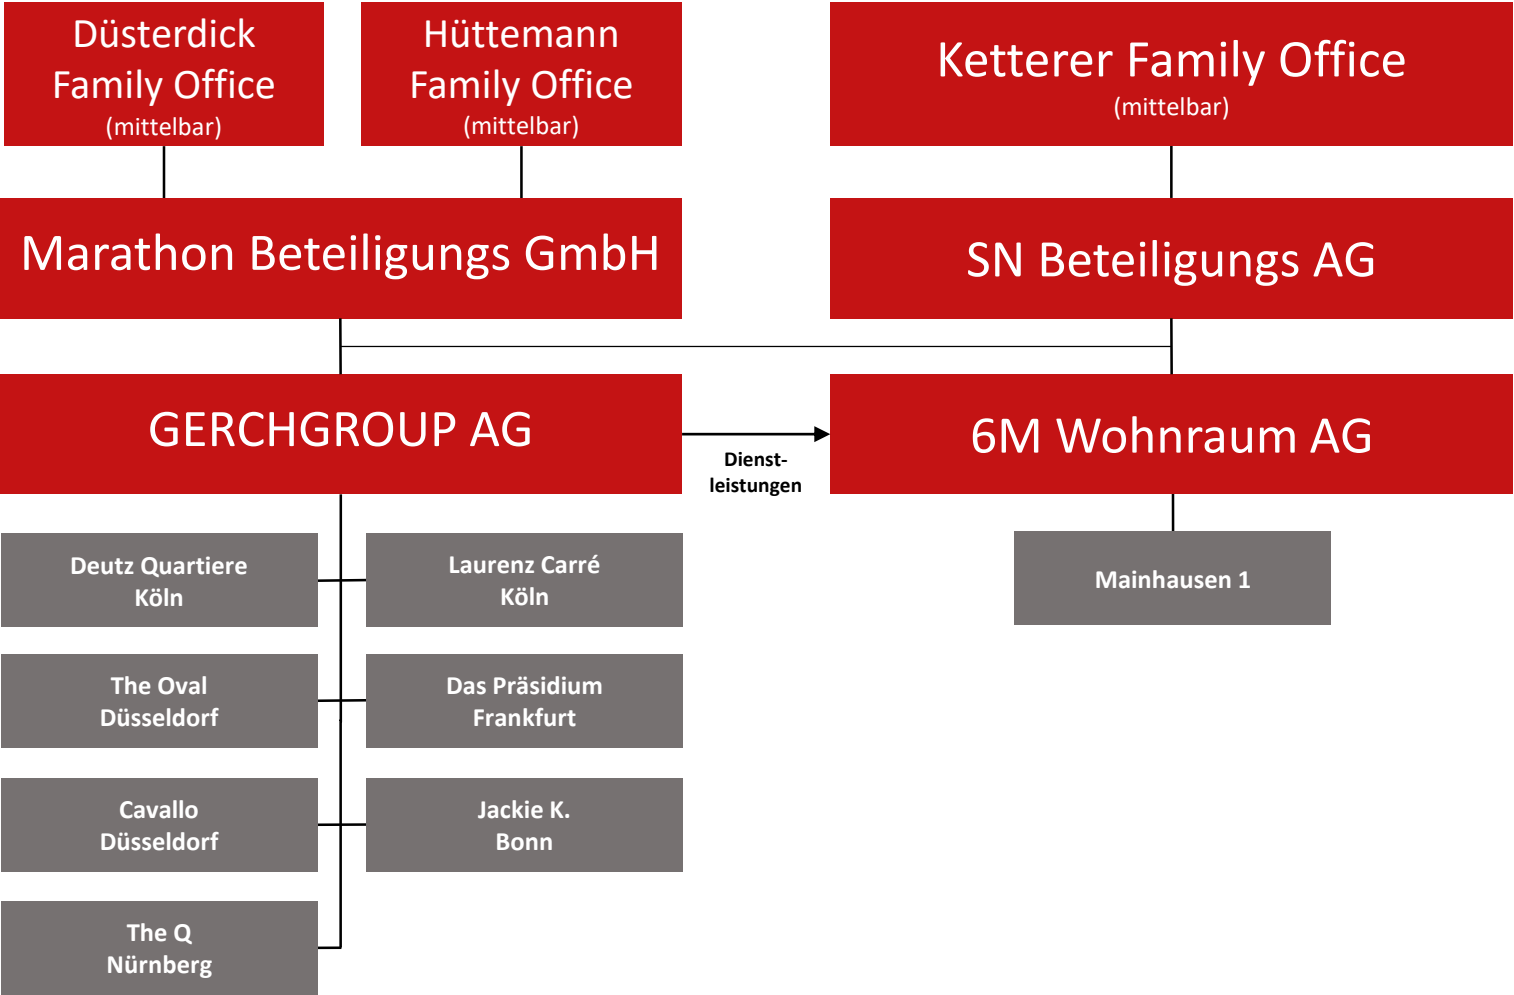 Düsterdick
Family Office
(mittelbar)
Hüttemann
Family Office
(mittelbar)
Ketterer Family Office
(mittelbar)
Marathon Beteiligungs GmbH
SN Beteiligungs AG
GERCHGROUP AG
Dienst-
leistungen
6M Wohnraum AG
Deutz Quartiere
Köln
Laurenz Carré
Köln
Mainhausen 1
The Oval
Düsseldorf
Das Präsidium
Frankfurt
Cavallo
Düsseldorf
Jackie K.
Bonn
The Q
Nürnberg